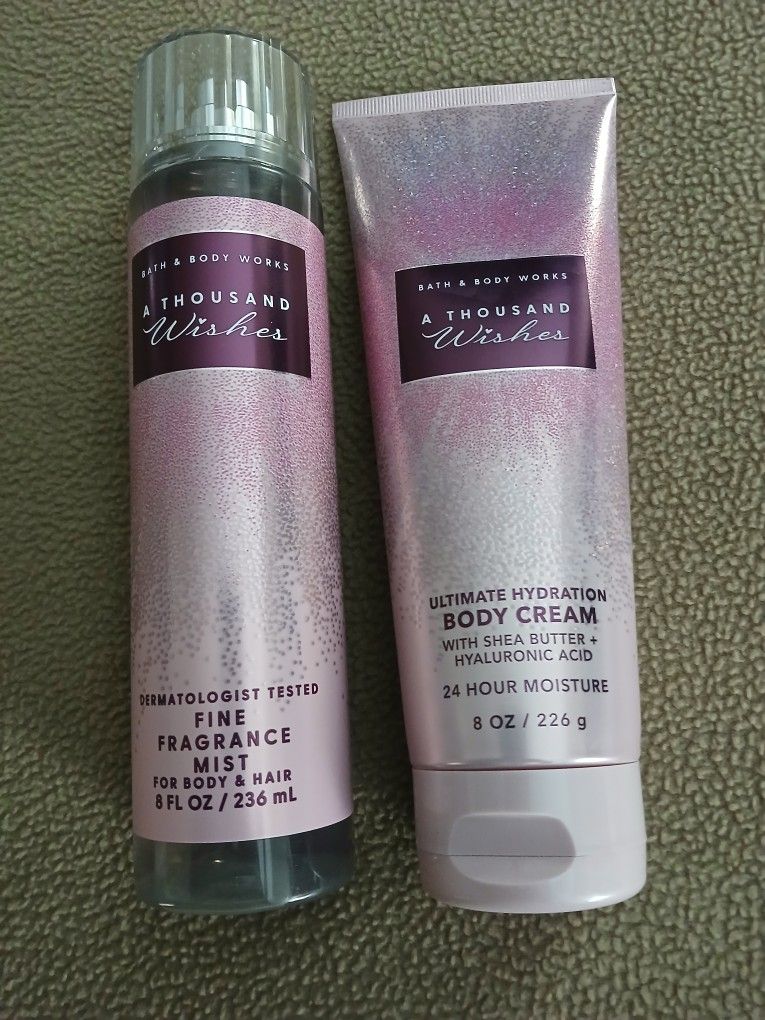 BATH & BODY WORKS
A THOUSAND
Wishes
DERMATOLOGIST TESTED
FINE
FRAGRANCE
MIST
FOR BODY & HAIR
8 FL OZ / 236 mL
BATH & BODY WORKS
A THOUSAND
Wishes
ULTIMATE HYDRATION
BODY CREAM
WITH SHEA BUTTER +
HYALURONIC ACID
24 HOUR MOISTURE
8 OZ / 226 g